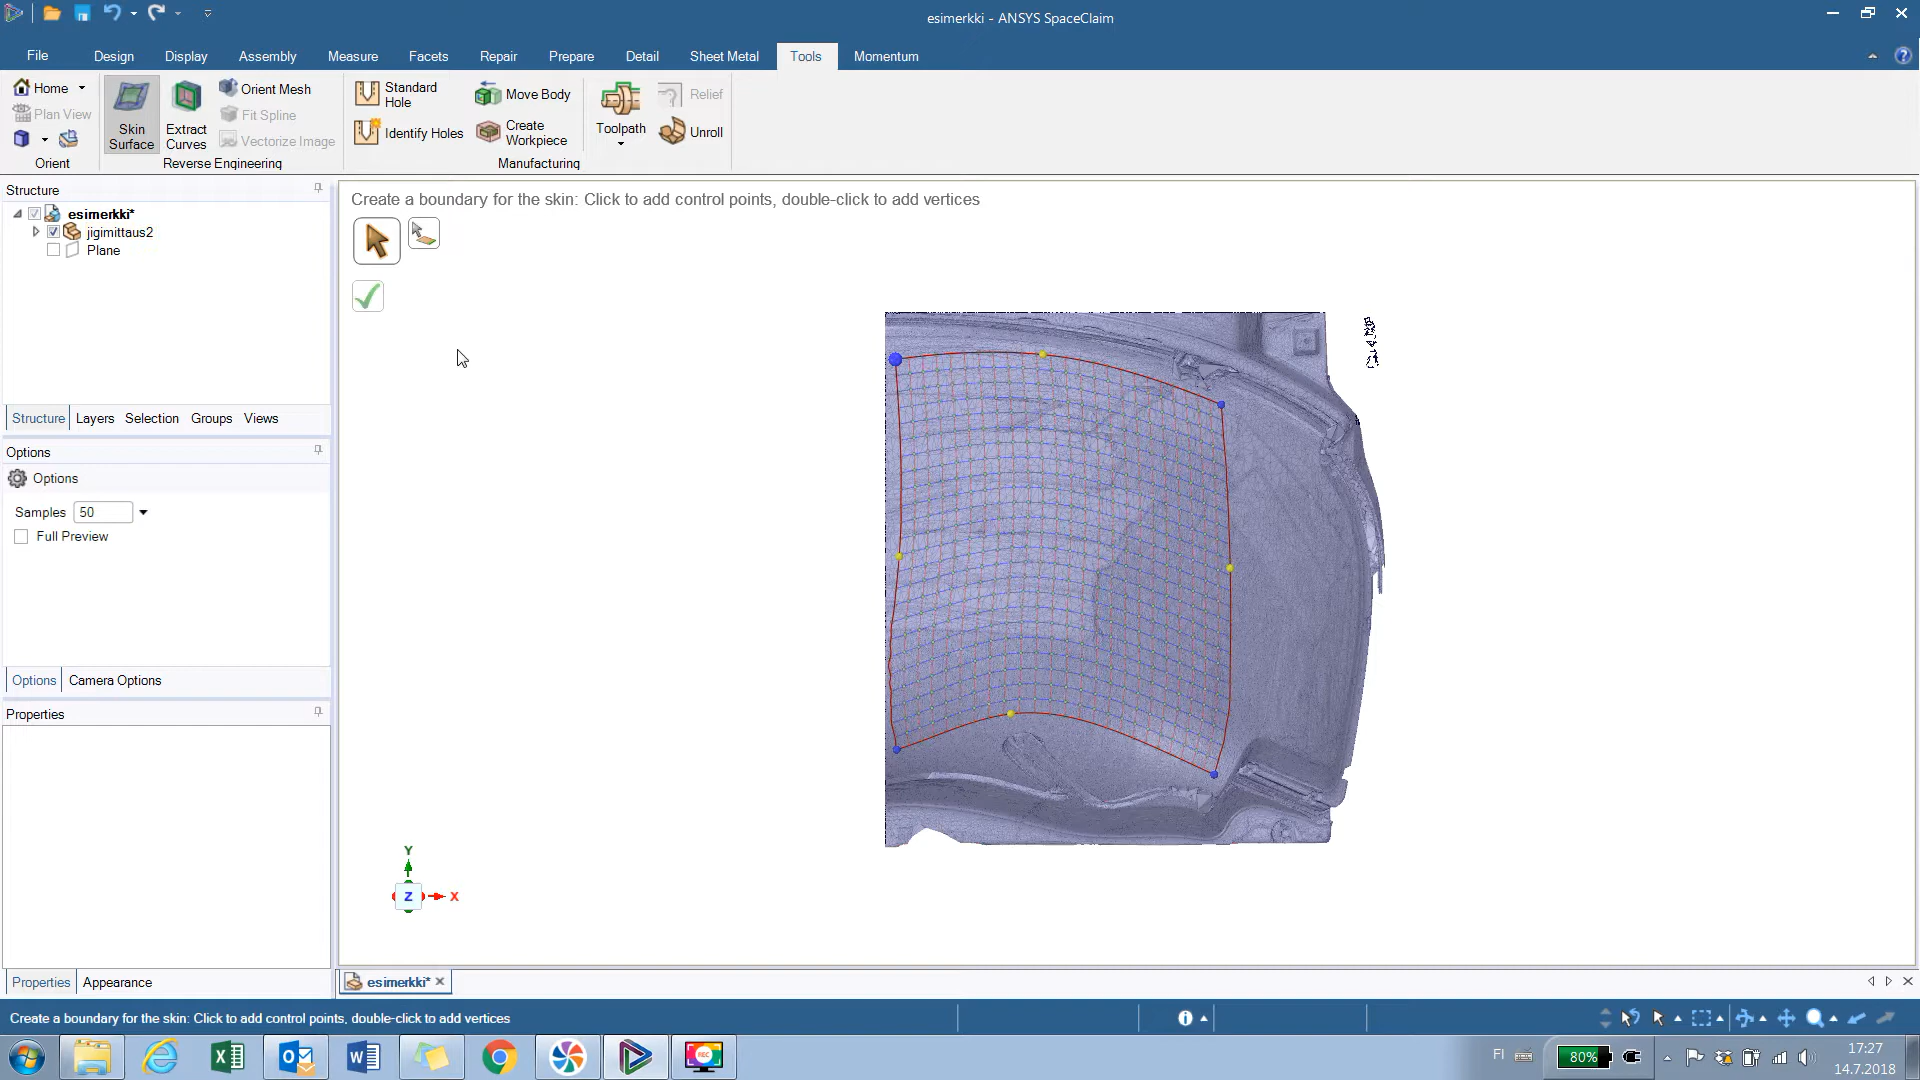 esimerkki - ANSYS SpaceClaim
File Design Display Assembly Measure Facets Repair Prepare Detail Sheet Metal Tools Momentum
Home
Plan View
Orient
Skin Surface
Extract Curves
Orient Mesh
Fit Spline
Vectorize Image
Reverse Engineering
Standard Hole
Identify Holes
Move Body
Create Workpiece
Toolpath
Relief
Unroll
Manufacturing
Structure
esimerkki*
jigimittaus2
Plane
Structure Layers Selection Groups Views
Options
Options
Samples 50
Full Preview
Options Camera Options
Properties
Properties Appearance
Create a boundary for the skin: Click to add control points, double-click to add vertices
Y
Z X
esimerkki*
Create a boundary for the skin: Click to add control points, double-click to add vertices
REC
FI
80%
17:27
14.7.2018